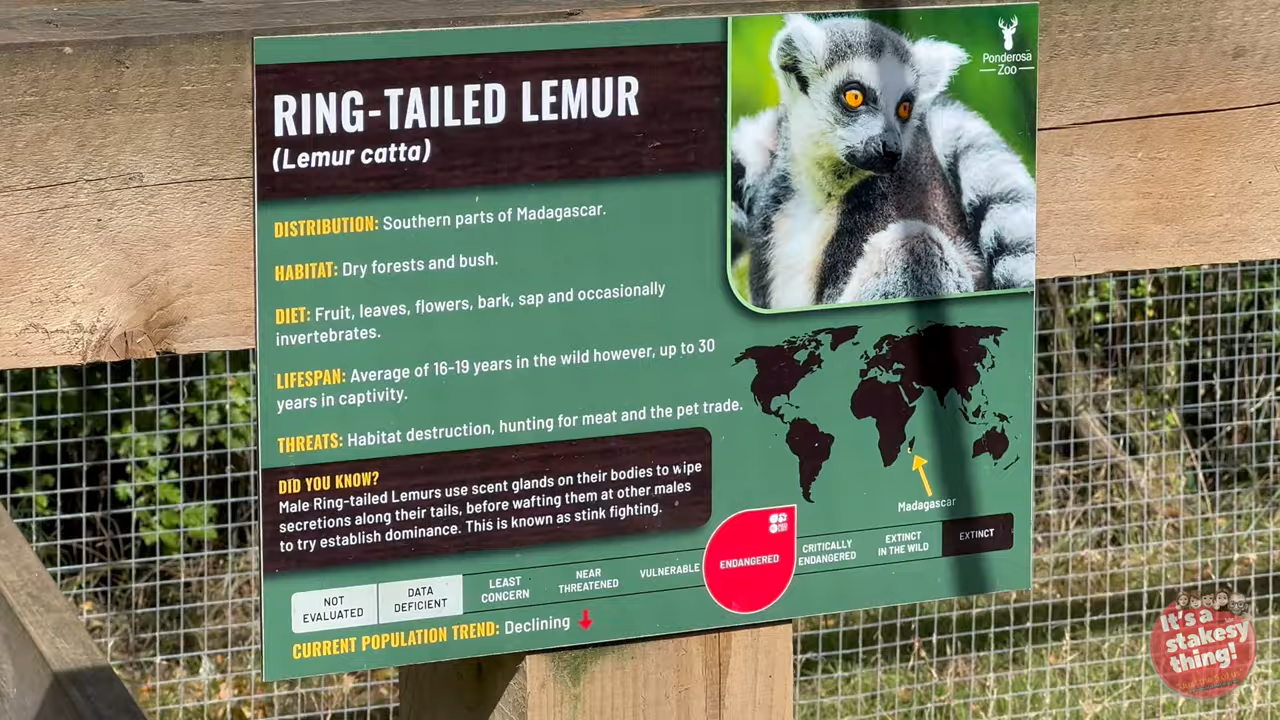 RING-TAILED LEMUR
(Lemur catta)
Ponderosa
Zoo
DISTRIBUTION: Southern parts of Madagascar.
HABITAT: Dry forests and bush.
DIET: Fruit, leaves, flowers, bark, sap and occasionally
invertebrates.
LIFESPAN: Average of 16-19 years in the wild however, up to 30
years in captivity.
THREATS: Habitat destruction, hunting for meat and the pet trade.
DID YOU KNOW?
Male Ring-tailed Lemurs use scent glands on their bodies to wipe
secretions along their tails, before wafting them at other males
to try establish dominance. This is known as stink fighting.
Madagascar
NOT
EVALUATED
DATA
DEFICIENT
LEAST
CONCERN
NEAR
THREATENED
VULNERABLE
ENDANGERED
CRITICALLY
ENDANGERED
EXTINCT
IN THE WILD
EXTINCT
CURRENT POPULATION TREND: Declining
It's a
stakesy
thing!